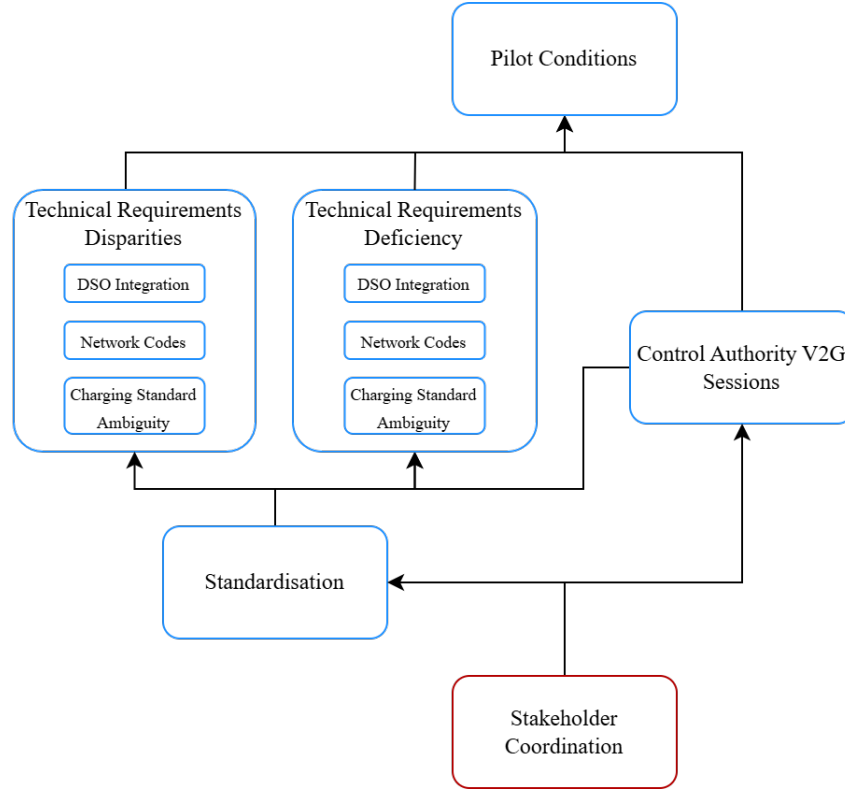 Pilot Conditions
Technical Requirements
Disparities
DSO Integration
Network Codes
Charging Standard
Ambiguity
Technical Requirements
Deficiency
DSO Integration
Network Codes
Charging Standard
Ambiguity
Control Authority V2G
Sessions
Standardisation
Stakeholder
Coordination